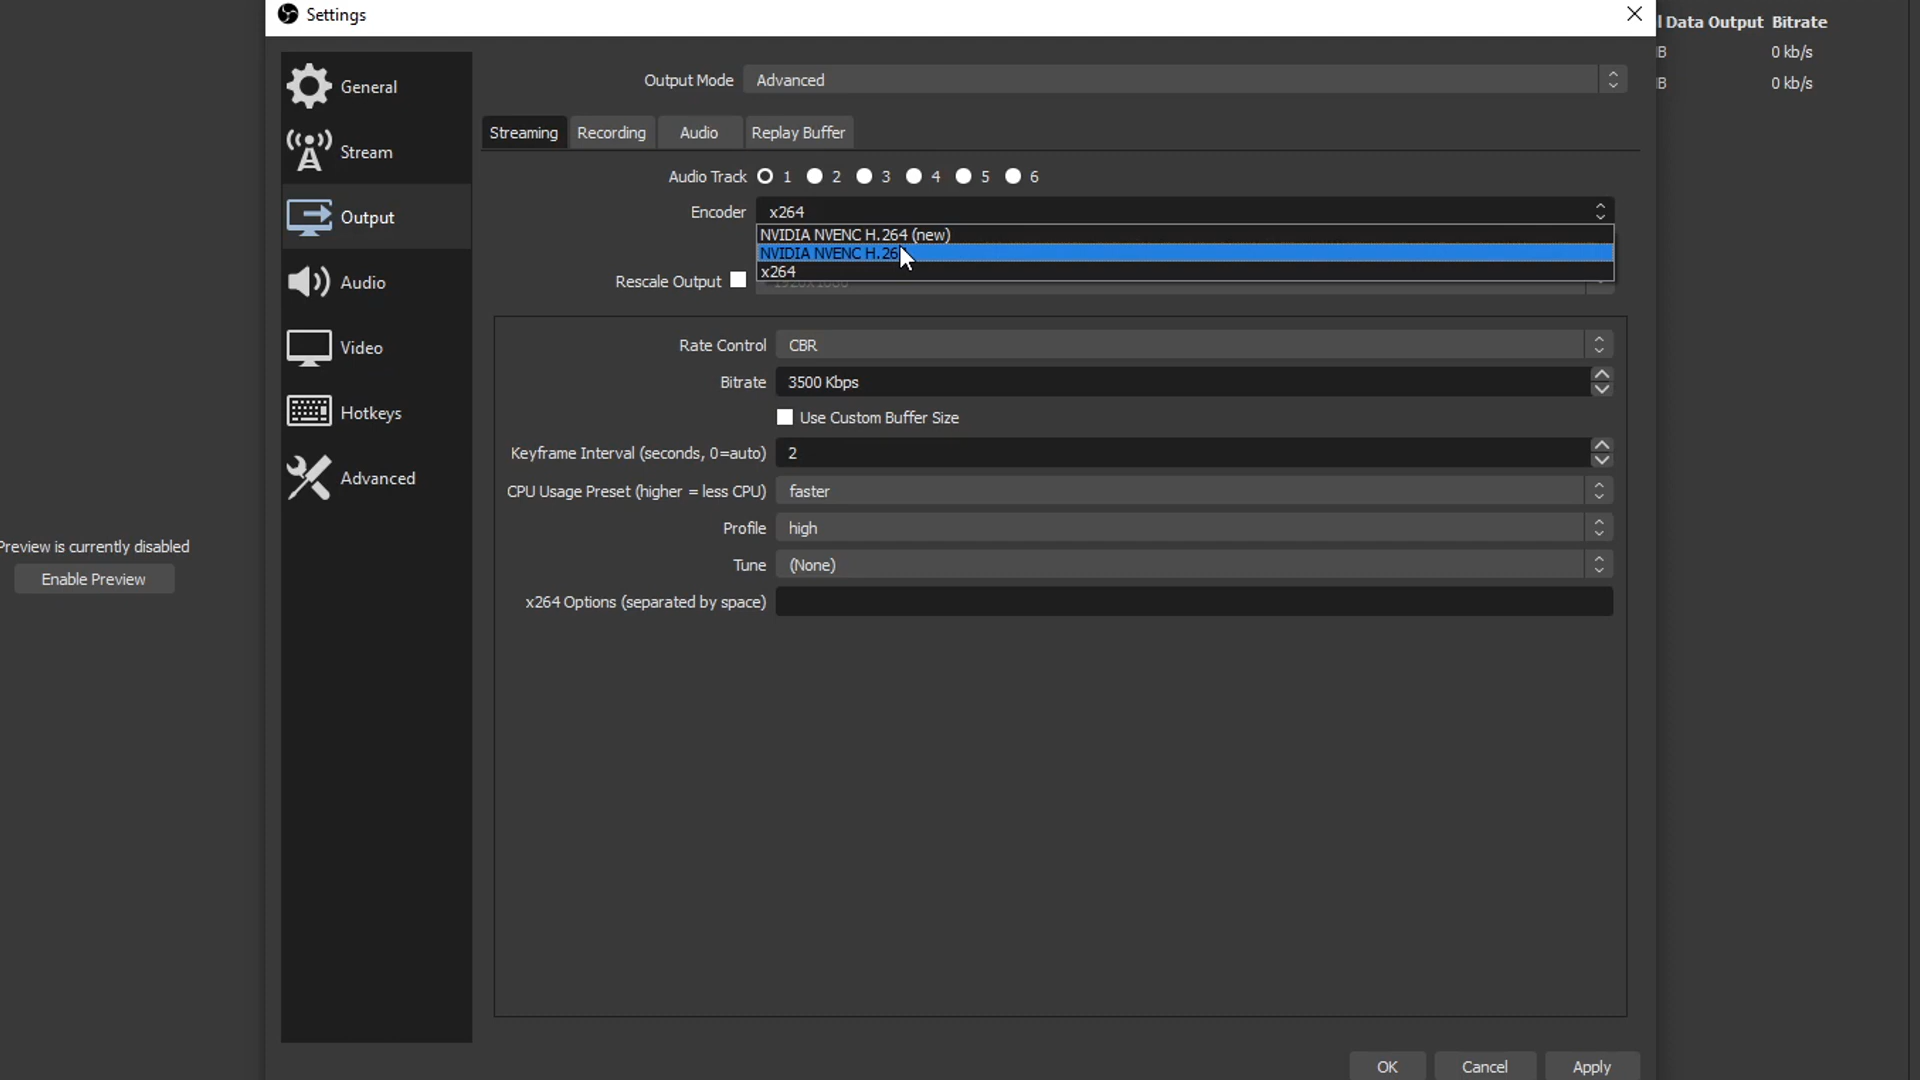 Settings
l Data Output Bitrate
IB 0 kb/s
IB 0 kb/s
General
Stream
Output
Audio
Video
Hotkeys
Advanced
Output Mode Advanced
Streaming Recording Audio Replay Buffer
Audio Track 1 2 3 4 5 6
Encoder x264
NVIDIA NVENC H.264 (new)
NVIDIA NVENC H.26
x264
Rescale Output
Rate Control CBR
Bitrate 3500 Kbps
Use Custom Buffer Size
Keyframe Interval (seconds, 0=auto) 2
CPU Usage Preset (higher = less CPU) faster
Profile high
Tune (None)
x264 Options (separated by space)
Preview is currently disabled
Enable Preview
OK Cancel Apply